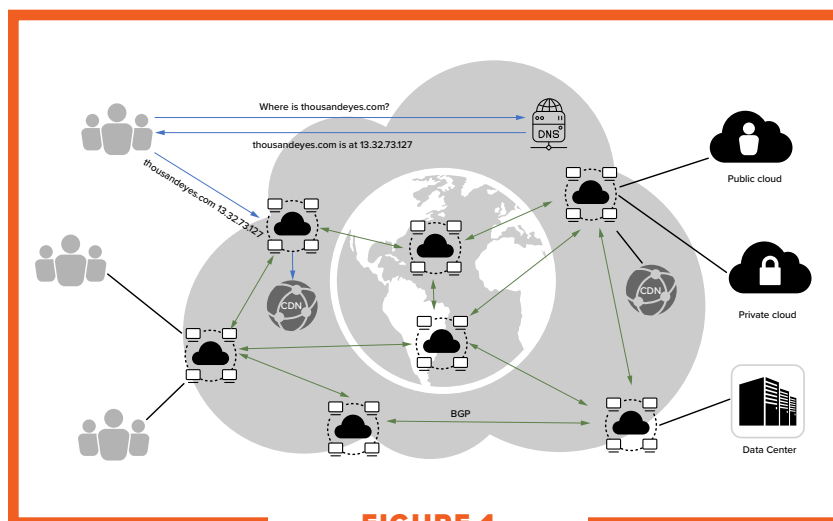 Where is thousandeyes.com?
DNS
thousandeyes.com is at 13.32.73.127
thousandeyes.com 13.32.73.127
Public cloud
CDN
CDN
Private cloud
BGP
Data Center
FIGURE 1